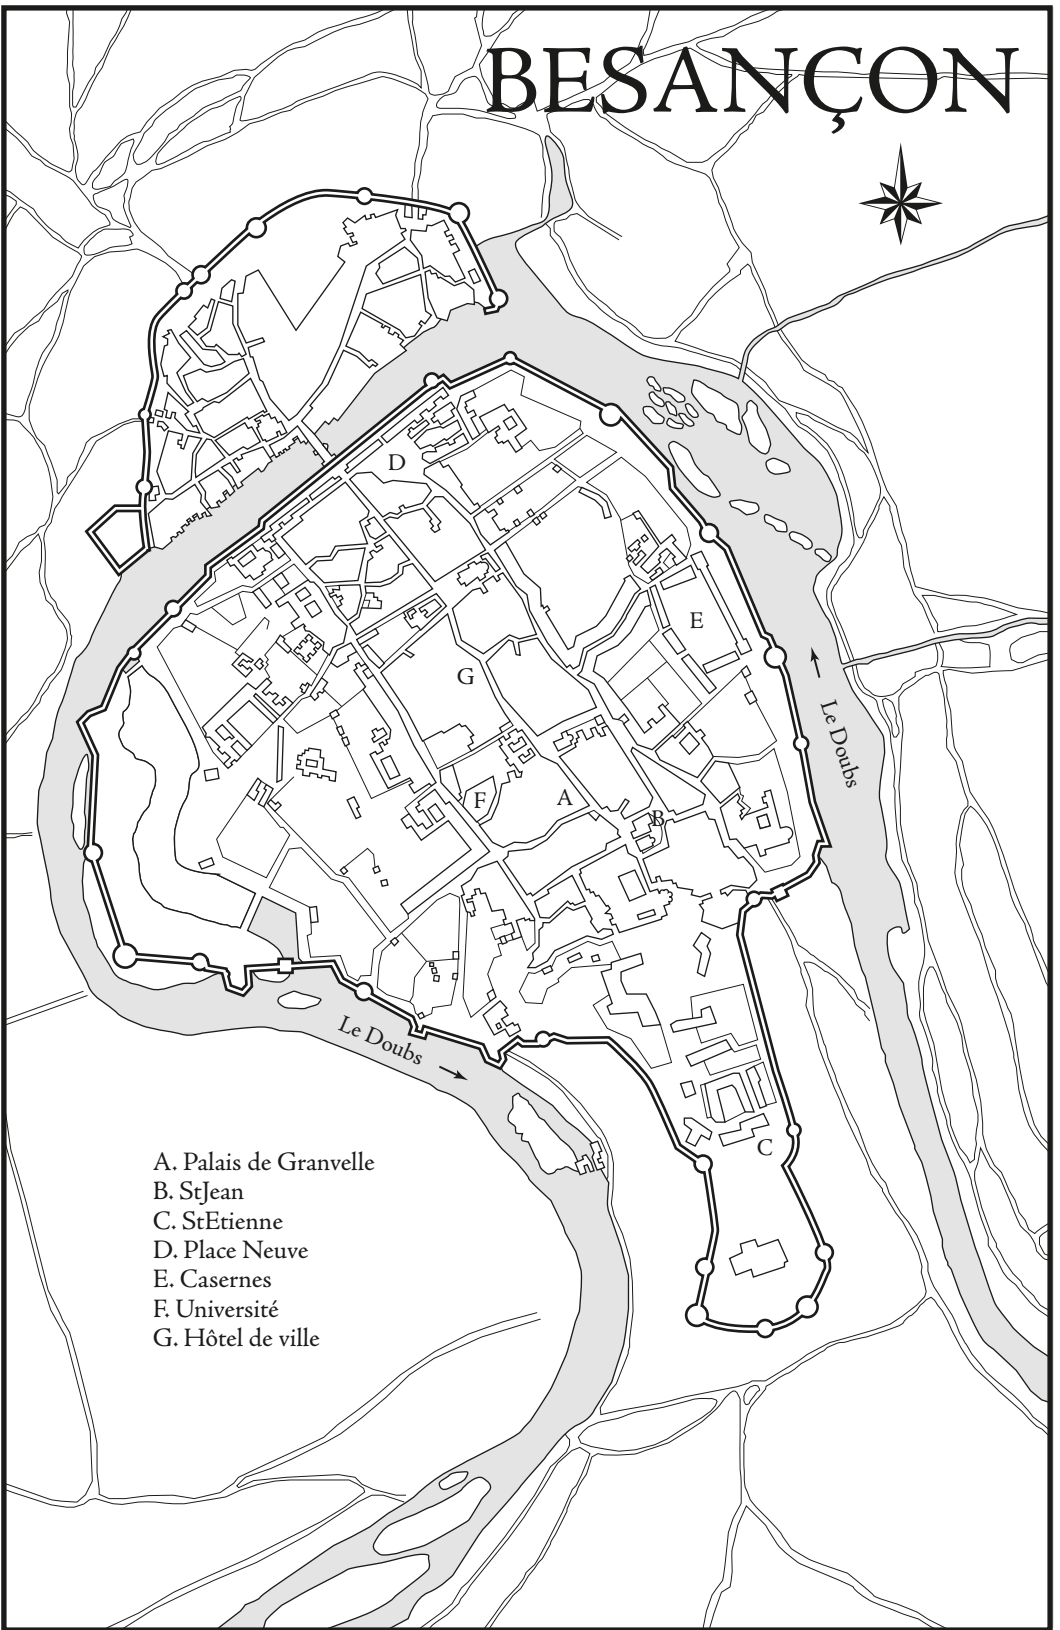 BESANÇON
D
E
Le Doubs
G
F
A
B
Le Doubs
C
A. Palais de Granvelle
B. StJean
C. StEtienne
D. Place Neuve
E. Casernes
F. Université
G. Hôtel de ville